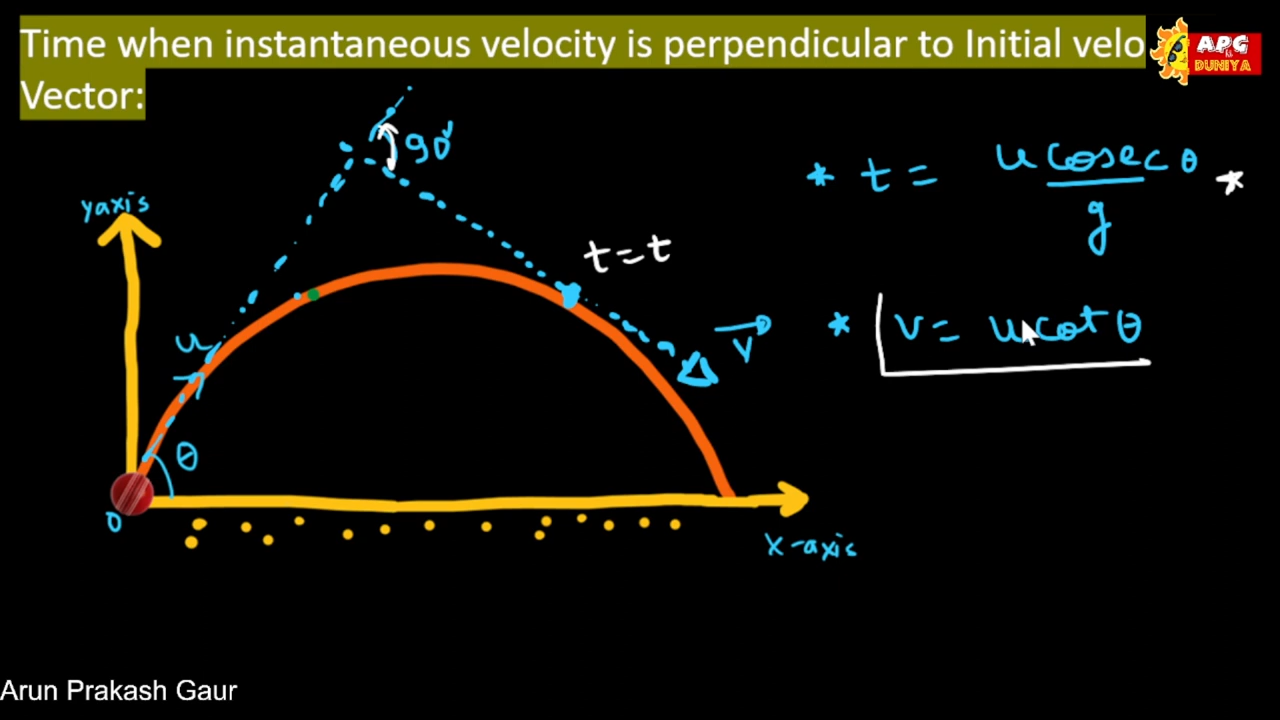 Time when instantaneous velocity is perpendicular to Initial velo
Vector:
APG
DUNIYA
90°
yaxis
* t = u cosec θ / g *
t = t
u
v
* v = u cot θ
θ
O
x-axis
Arun Prakash Gaur